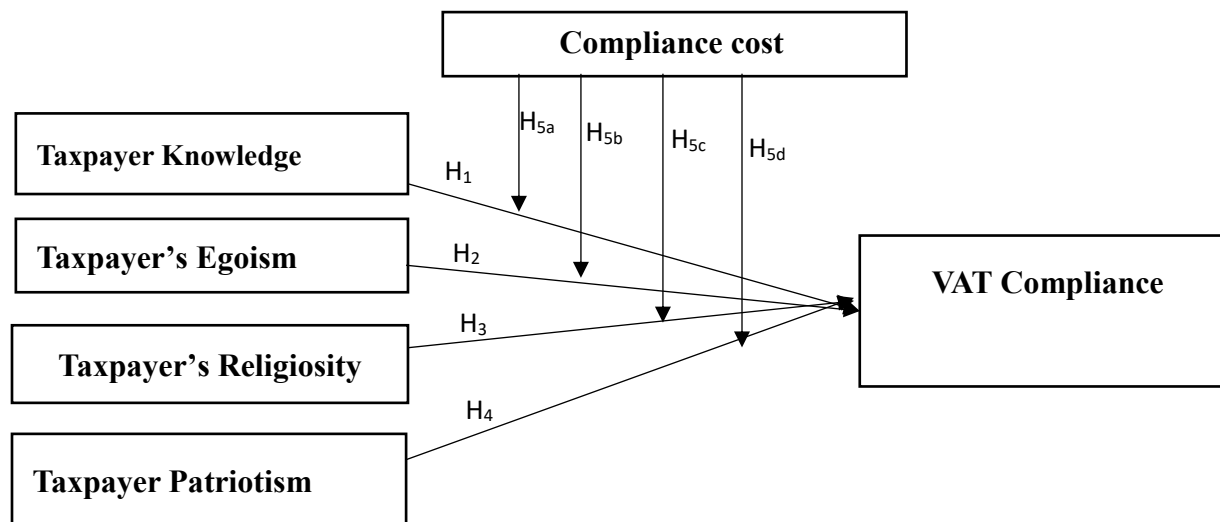 Compliance cost
H5a
H5b
H5c
H5d
Taxpayer Knowledge
H1
Taxpayer’s Egoism
H2
VAT Compliance
H3
Taxpayer’s Religiosity
H4
Taxpayer Patriotism